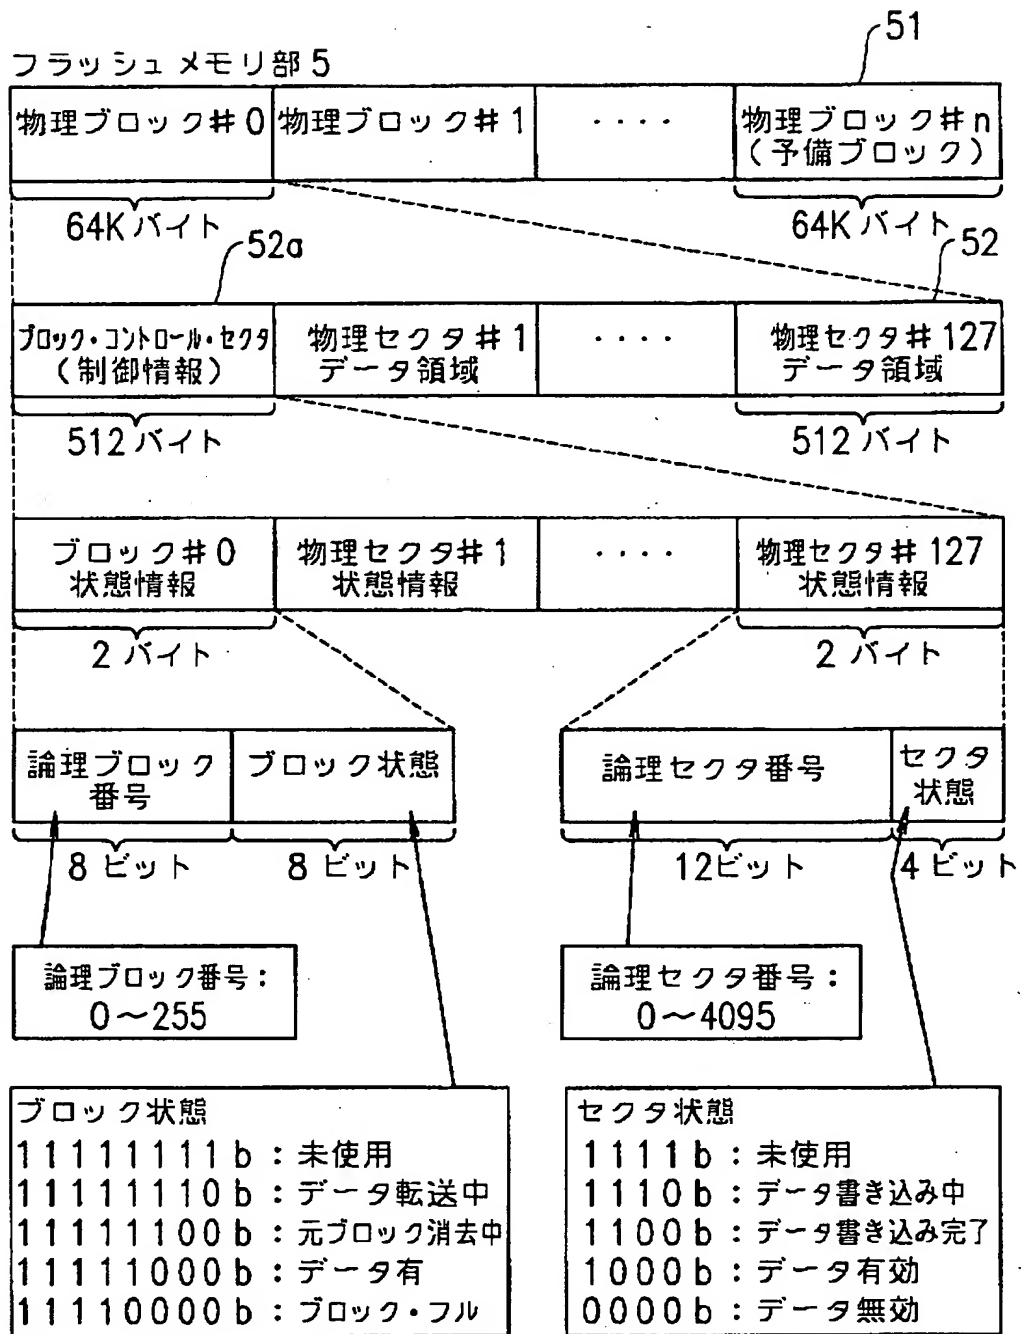 51
フラッシュメモリ部5
物理ブロック#0 物理ブロック#1 ・・・・ 物理ブロック#n
(予備ブロック)
64Kバイト 64Kバイト
52a 52
ブロック・コントロール・セクタ 物理セクタ#1 ・・・・ 物理セクタ#127
(制御情報) データ領域 データ領域
512バイト 512バイト
ブロック#0 物理セクタ#1 ・・・・ 物理セクタ#127
状態情報 状態情報 状態情報
2バイト 2バイト
論理ブロック ブロック状態 論理セクタ番号 セクタ
番号 状態
8ビット 8ビット 12ビット 4ビット
論理ブロック番号: 論理セクタ番号:
0~255 0~4095
ブロック状態
11111111b:未使用
11111110b:データ転送中
11111100b:元ブロック消去中
11111000b:データ有
11110000b:ブロック・フル
セクタ状態
1111b:未使用
1110b:データ書き込み中
1100b:データ書き込み完了
1000b:データ有効
0000b:データ無効